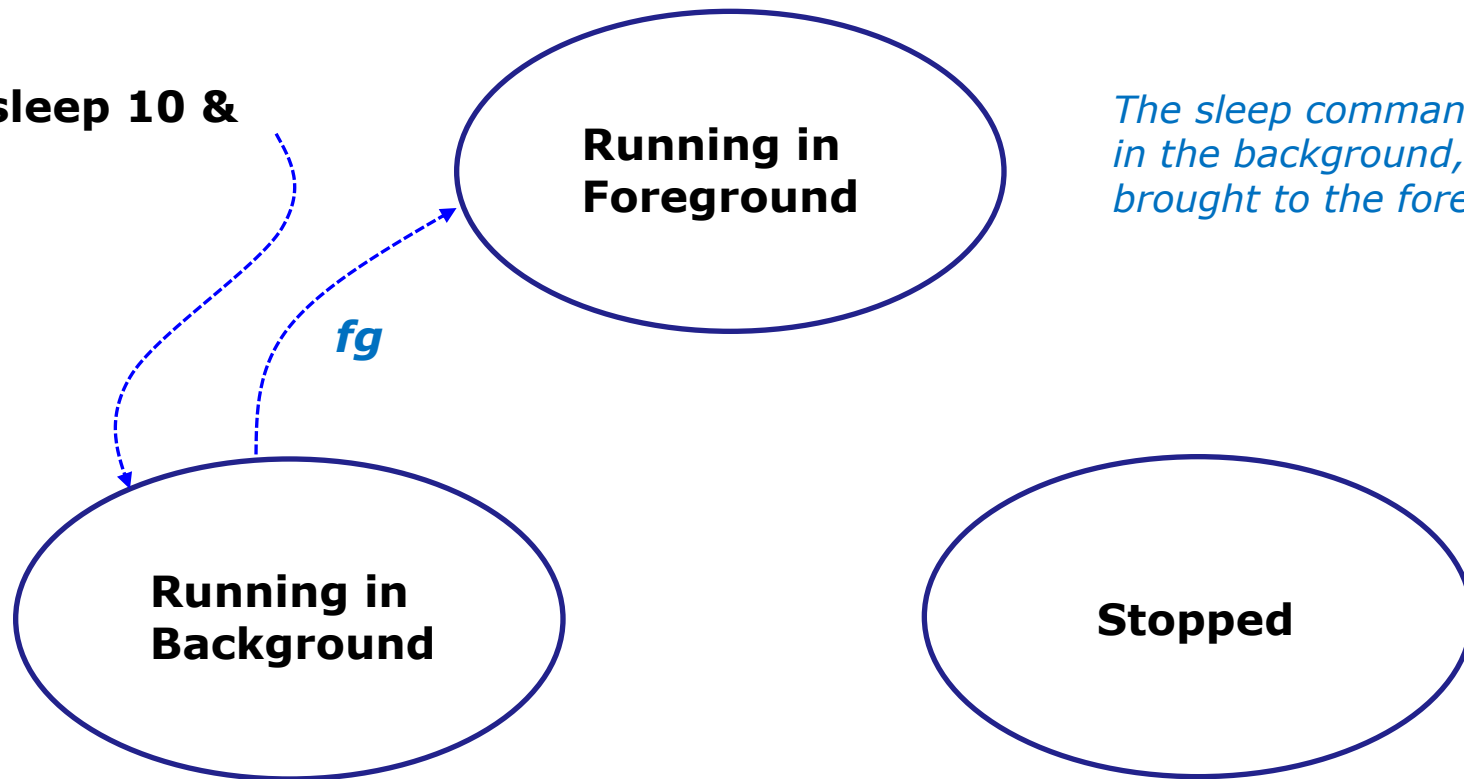 sleep 10 &
Running in
Foreground
The sleep comman
in the background,
brought to the fore
fg
Running in
Background
Stopped